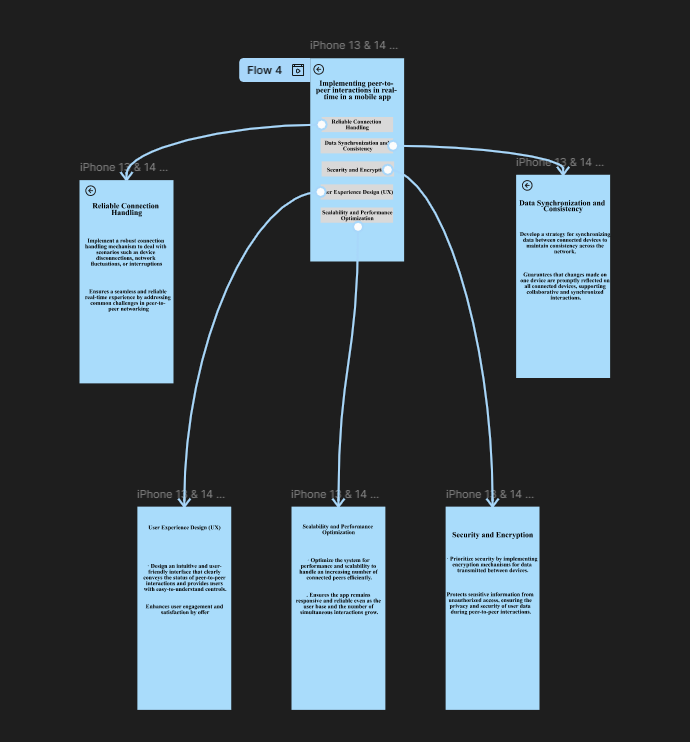 iPhone 13 & 14 ...
Flow 4
Implementing peer-to-
peer interactions in real-
time in a mobile app
Reliable Connection
Handling
Data Synchronization and
Consistency
Security and Encrypti
er Experience Design (UX)
Scalability and Performance
Optimization
iPhone 13 & 14 ...
Reliable Connection
Handling
Implement a robust connection
handling mechanism to deal with
scenarios such as device
disconnections, network
fluctuations, or interruptions
Ensures a seamless and reliable
real-time experience by addressing
common challenges in peer-to-
peer networking
iPhone 13 & 14 ...
Data Synchronization and
Consistency
Develop a strategy for synchronizing
data between connected devices to
maintain consistency across the
network.
Guarantees that changes made on
one device are promptly reflected on
all connected devices, supporting
collaborative and synchronized
interactions.
iPhone 13 & 14 ...
User Experience Design (UX)
· Design an intuitive and user-
friendly interface that clearly
conveys the status of peer-to-peer
interactions and provides users
with easy-to-understand controls.
Enhances user engagement and
satisfaction by offer
iPhone 13 & 14 ...
Scalability and Performance
Optimization
· Optimize the system for
performance and scalability to
handle an increasing number of
connected peers efficiently.
. Ensures the app remains
responsive and reliable even as the
user base and the number of
simultaneous interactions grow.
iPhone 13 & 14 ...
Security and Encryption
· Prioritize security by implementing
encryption mechanisms for data
transmitted between devices.
Protects sensitive information from
unauthorized access, ensuring the
privacy and security of user data
during peer-to-peer interactions.